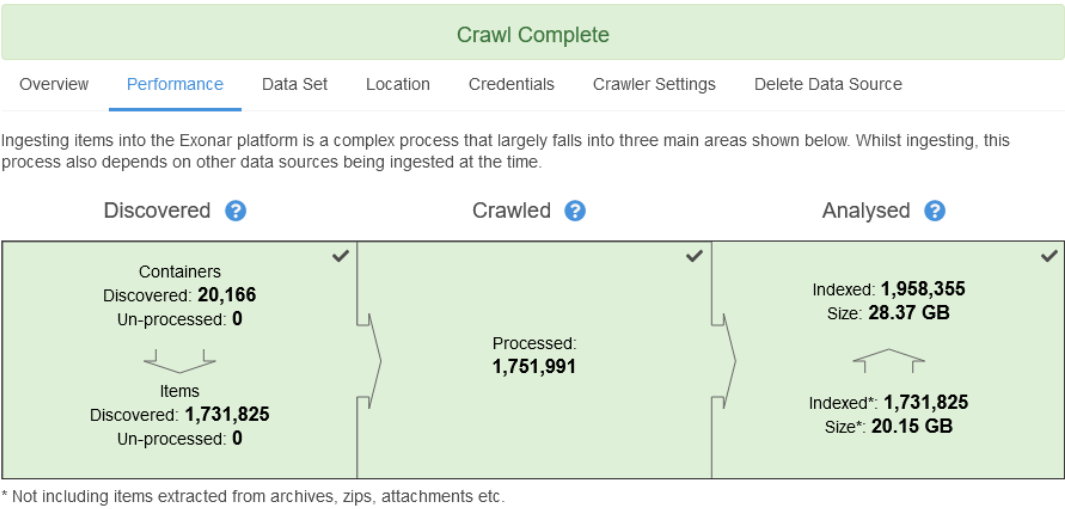 Crawl Complete
Overview Performance Data Set Location Credentials Crawler Settings Delete Data Source
Ingesting items into the Exonar platform is a complex process that largely falls into three main areas shown below. Whilst ingesting, this
process also depends on other data sources being ingested at the time.
Discovered ?
Crawled ?
Analysed ?
Containers
Discovered: 20,166
Un-processed: 0
Items
Discovered: 1,731,825
Un-processed: 0
Processed:
1,751,991
Indexed: 1,958,355
Size: 28.37 GB
Indexed*: 1,731,825
Size*: 20.15 GB
* Not including items extracted from archives, zips, attachments etc.